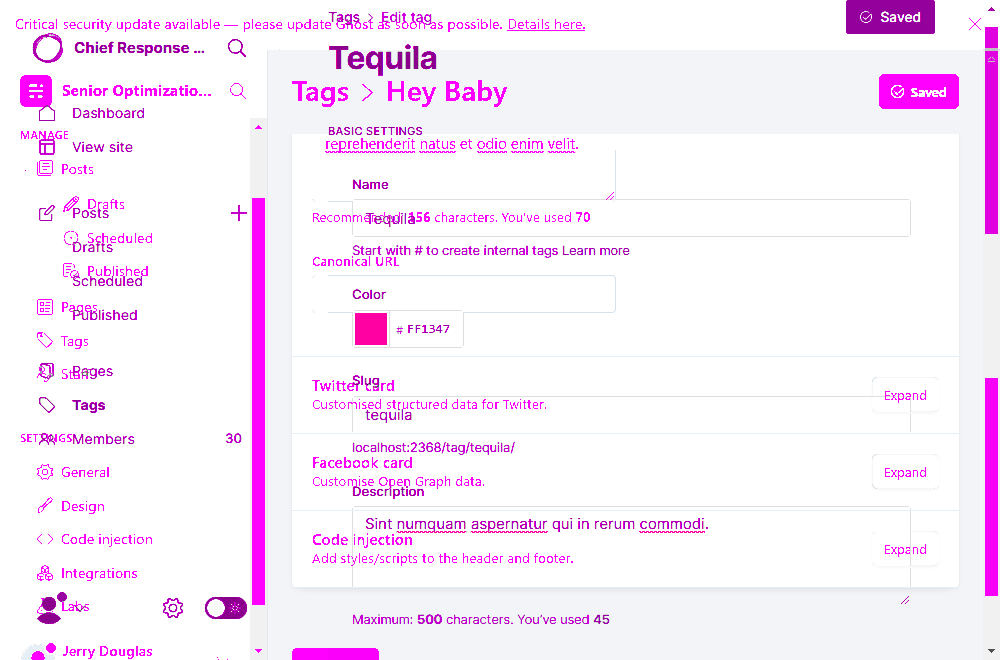 Critical security update available — please update Ghost as soon as possible. Details here.
Tags > Edit tag
Saved
Chief Response ...
Tequila
Senior Optimizatio...
Tags > Hey Baby
Saved
Dashboard
MANAGE
View site
Posts
Drafts
Posts
Scheduled
Drafts
Published
Scheduled
Pages
Published
Tags
Staff
Pages
Tags
SETTINGS
Members
30
General
Design
Code injection
Integrations
Labs
Jerry Douglas
BASIC SETTINGS
reprehenderit natus et odio enim velit.
Name
Recommended: 156 characters. You've used 70
Tequila
Start with # to create internal tags Learn more
Canonical URL
Color
# FF1347
Slug
Twitter card
Customised structured data for Twitter.
Expand
tequila
localhost:2368/tag/tequila/
Facebook card
Customise Open Graph data.
Expand
Description
Sint numquam aspernatur qui in rerum commodi.
Code injection
Add styles/scripts to the header and footer.
Expand
Maximum: 500 characters. You've used 45